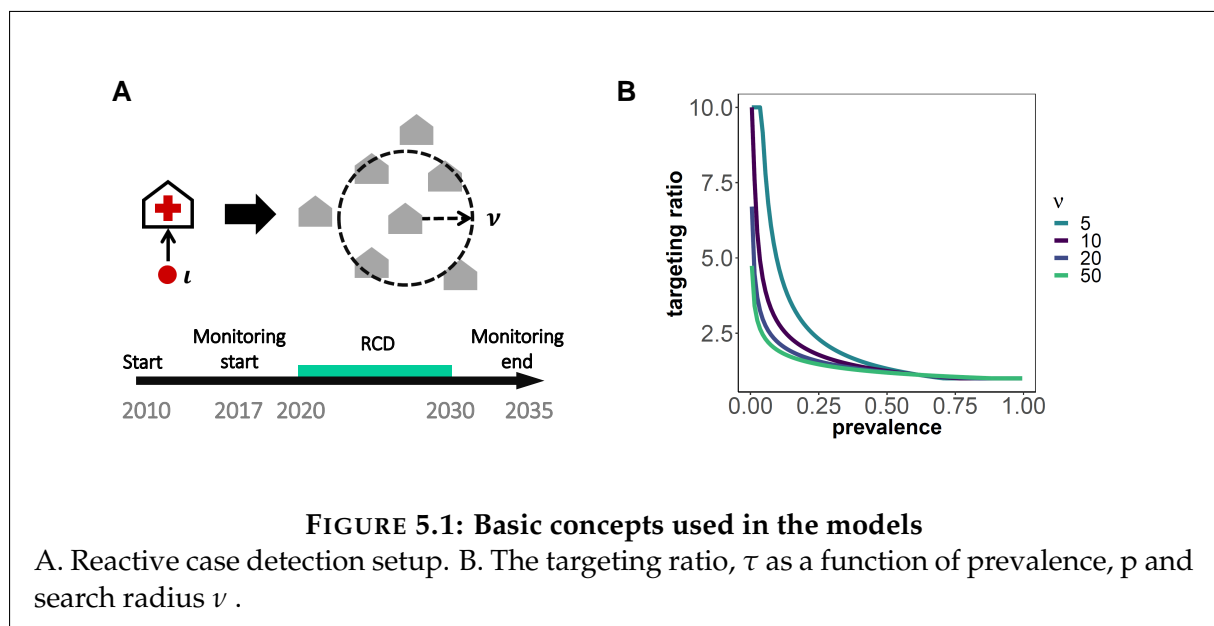 A
ν
ι
Start
Monitoring
start
RCD
Monitoring
end
2010
2017
2020
2030
2035
B
targeting ratio
10.0
7.5
5.0
2.5
0.00
0.25
0.50
0.75
1.00
prevalence
ν
5
10
20
50
FIGURE 5.1: Basic concepts used in the models
A. Reactive case detection setup. B. The targeting ratio, τ as a function of prevalence, p and
search radius ν .